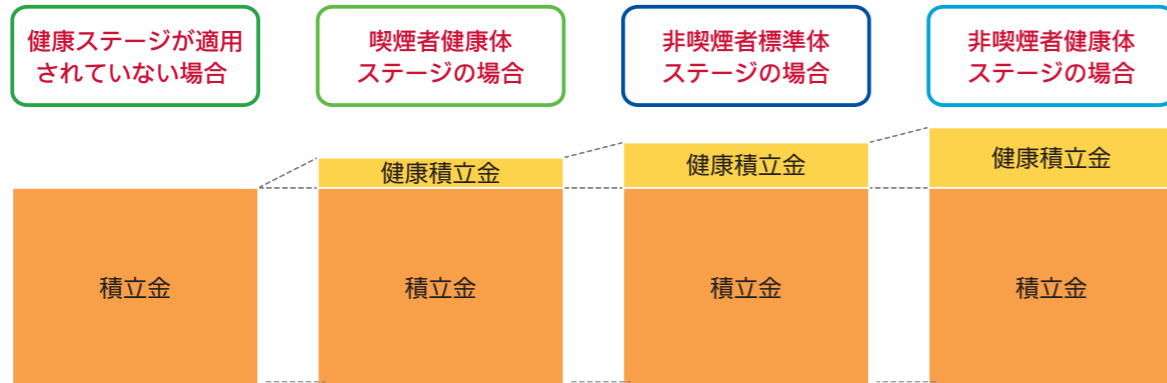 健康ステージが適用
されていない場合
喫煙者健康体
ステージの場合
非喫煙者標準体
ステージの場合
非喫煙者健康体
ステージの場合
健康積立金
健康積立金
健康積立金
積立金
積立金
積立金
積立金